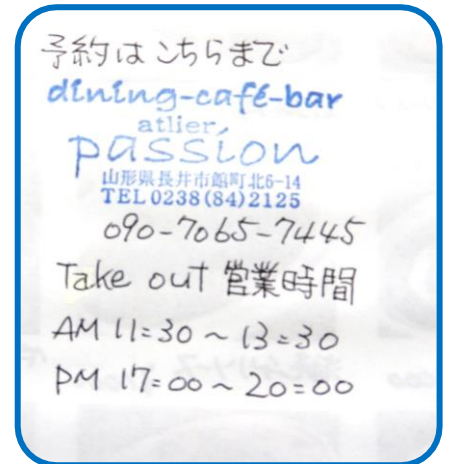 予約はこちらまで
dining-café-bar
atlier
passion
山形県長井市館町北6-14
TEL 0238(84)2125
090-7065-7445
Take out 営業時間
AM 11:30 ~ 13:30
PM 17:00 ~ 20:00